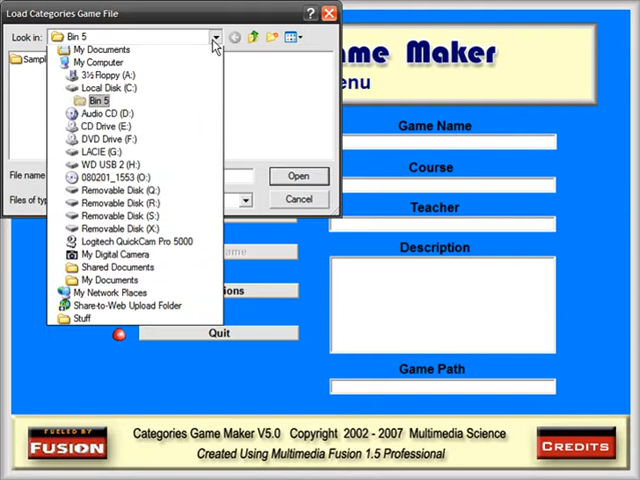 Load Categories Game File
Look in:
Bin 5
My Documents
My Computer
3½ Floppy (A:)
Local Disk (C:)
Bin 5
Audio CD (D:)
CD Drive (E:)
DVD Drive (F:)
LACIE (G:)
WD USB 2 (H:)
080201_1553 (O:)
Removable Disk (Q:)
Removable Disk (R:)
Removable Disk (S:)
Removable Disk (X:)
Logitech QuickCam Pro 5000
My Digital Camera
Shared Documents
My Documents
My Network Places
Share-to-Web Upload Folder
Stuff
Sampl
File name
Open
Files of typ
Cancel
ame Maker
enu
Game Name
Course
Teacher
Description
Game Path
ame
ions
Quit
FUELED BY
FUSION
Categories Game Maker V5.0 Copyright 2002 - 2007 Multimedia Science
Created Using Multimedia Fusion 1.5 Professional
CREDITS